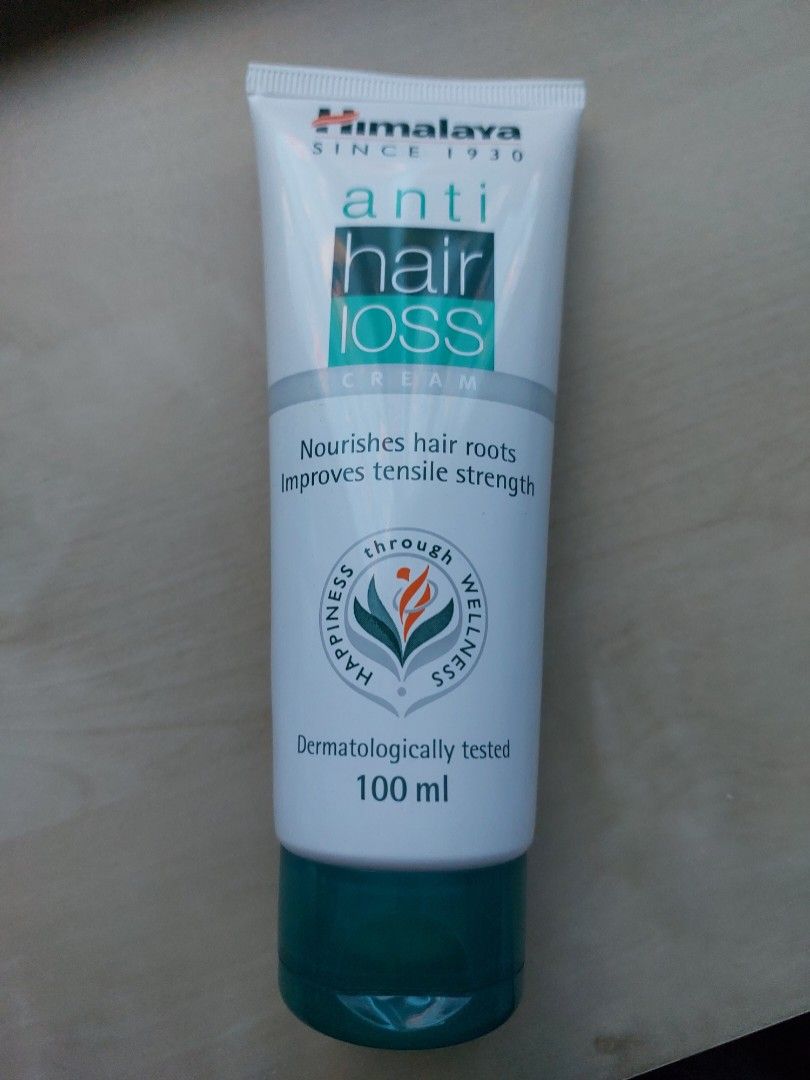 Himalaya
SINCE 1930
anti
hair
loss
CREAM
Nourishes hair roots
Improves tensile strength
HAPPINESS through WELLNESS
Dermatologically tested
100 ml